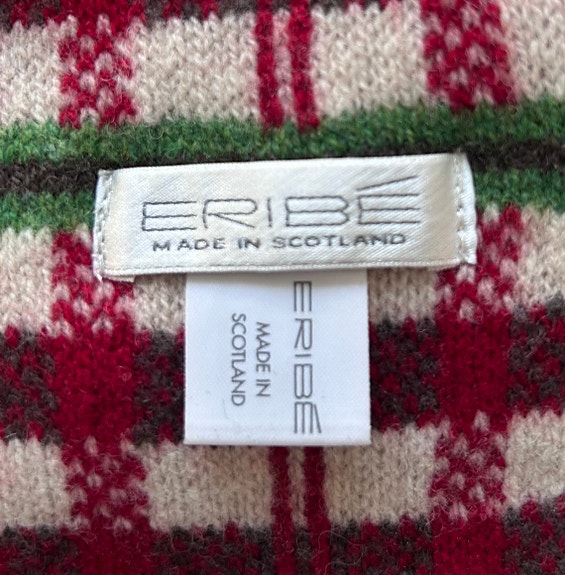 ERIBÉ
MADE IN SCOTLAND
ERIBÉ
MADE IN
SCOTLAND